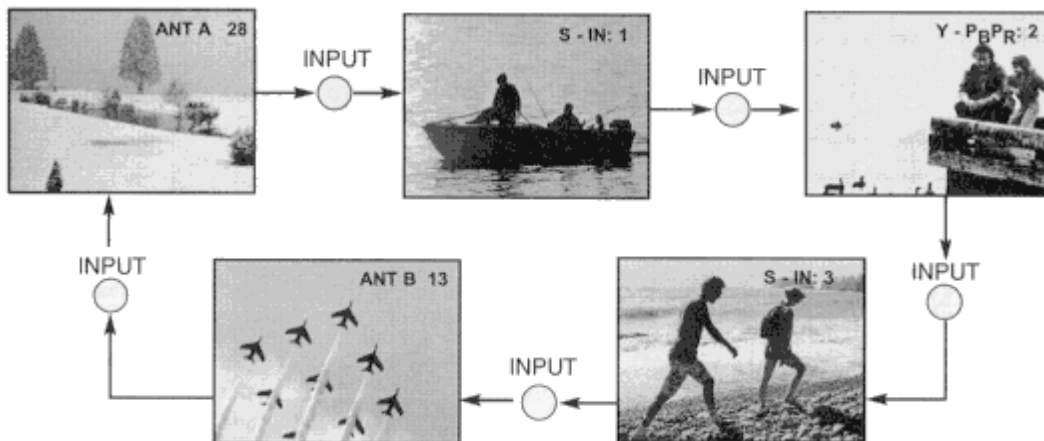 ANT A 28
INPUT
S - IN: 1
INPUT
Y - PBPR: 2
INPUT
S - IN: 3
INPUT
ANT B 13
INPUT